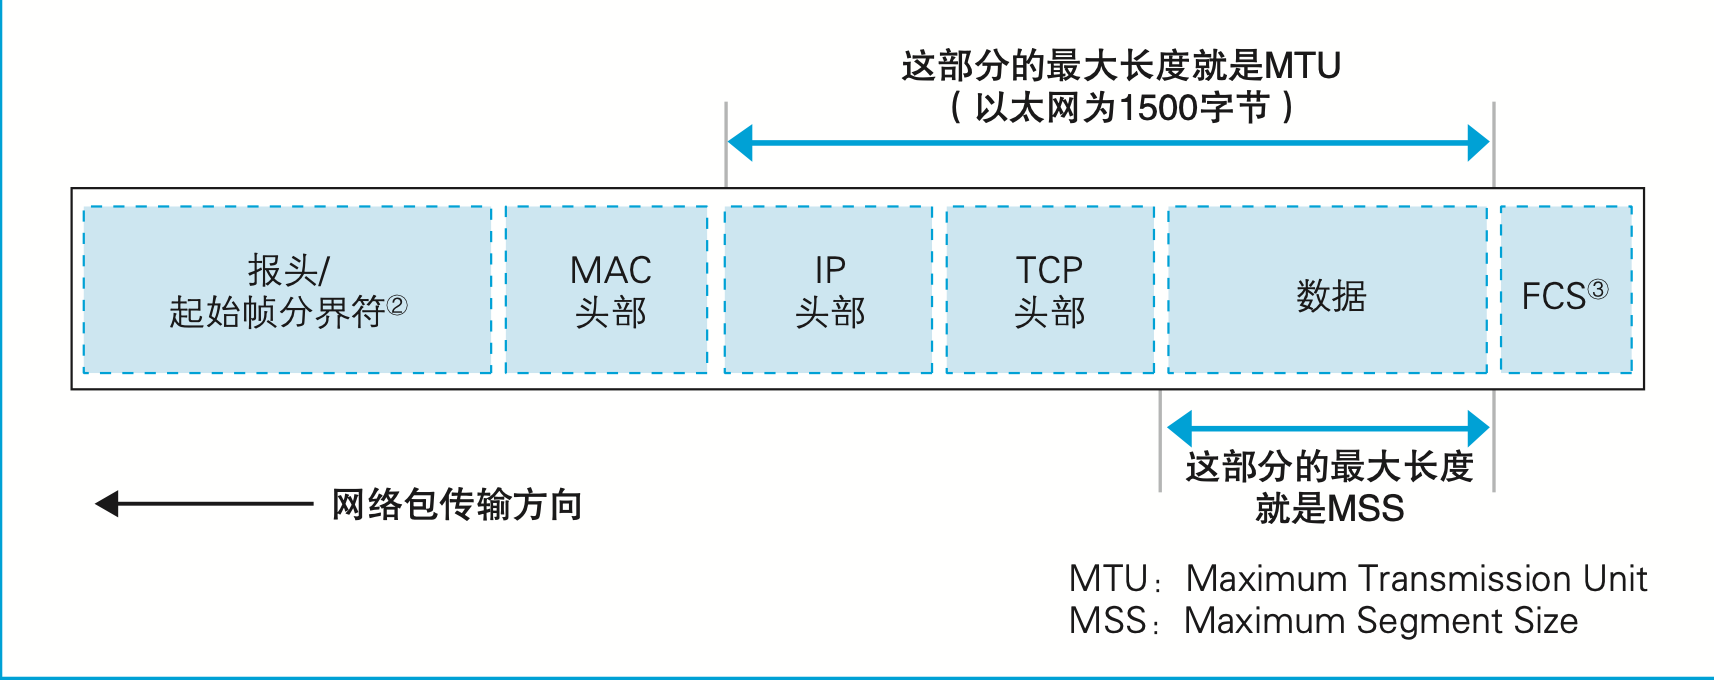 这部分的最大长度就是MTU
（以太网为1500字节）
报头/
起始帧分界符②
MAC
头部
IP
头部
TCP
头部
数据
FCS③
这部分的最大长度
就是MSS
网络包传输方向
MTU：Maximum Transmission Unit
MSS：Maximum Segment Size